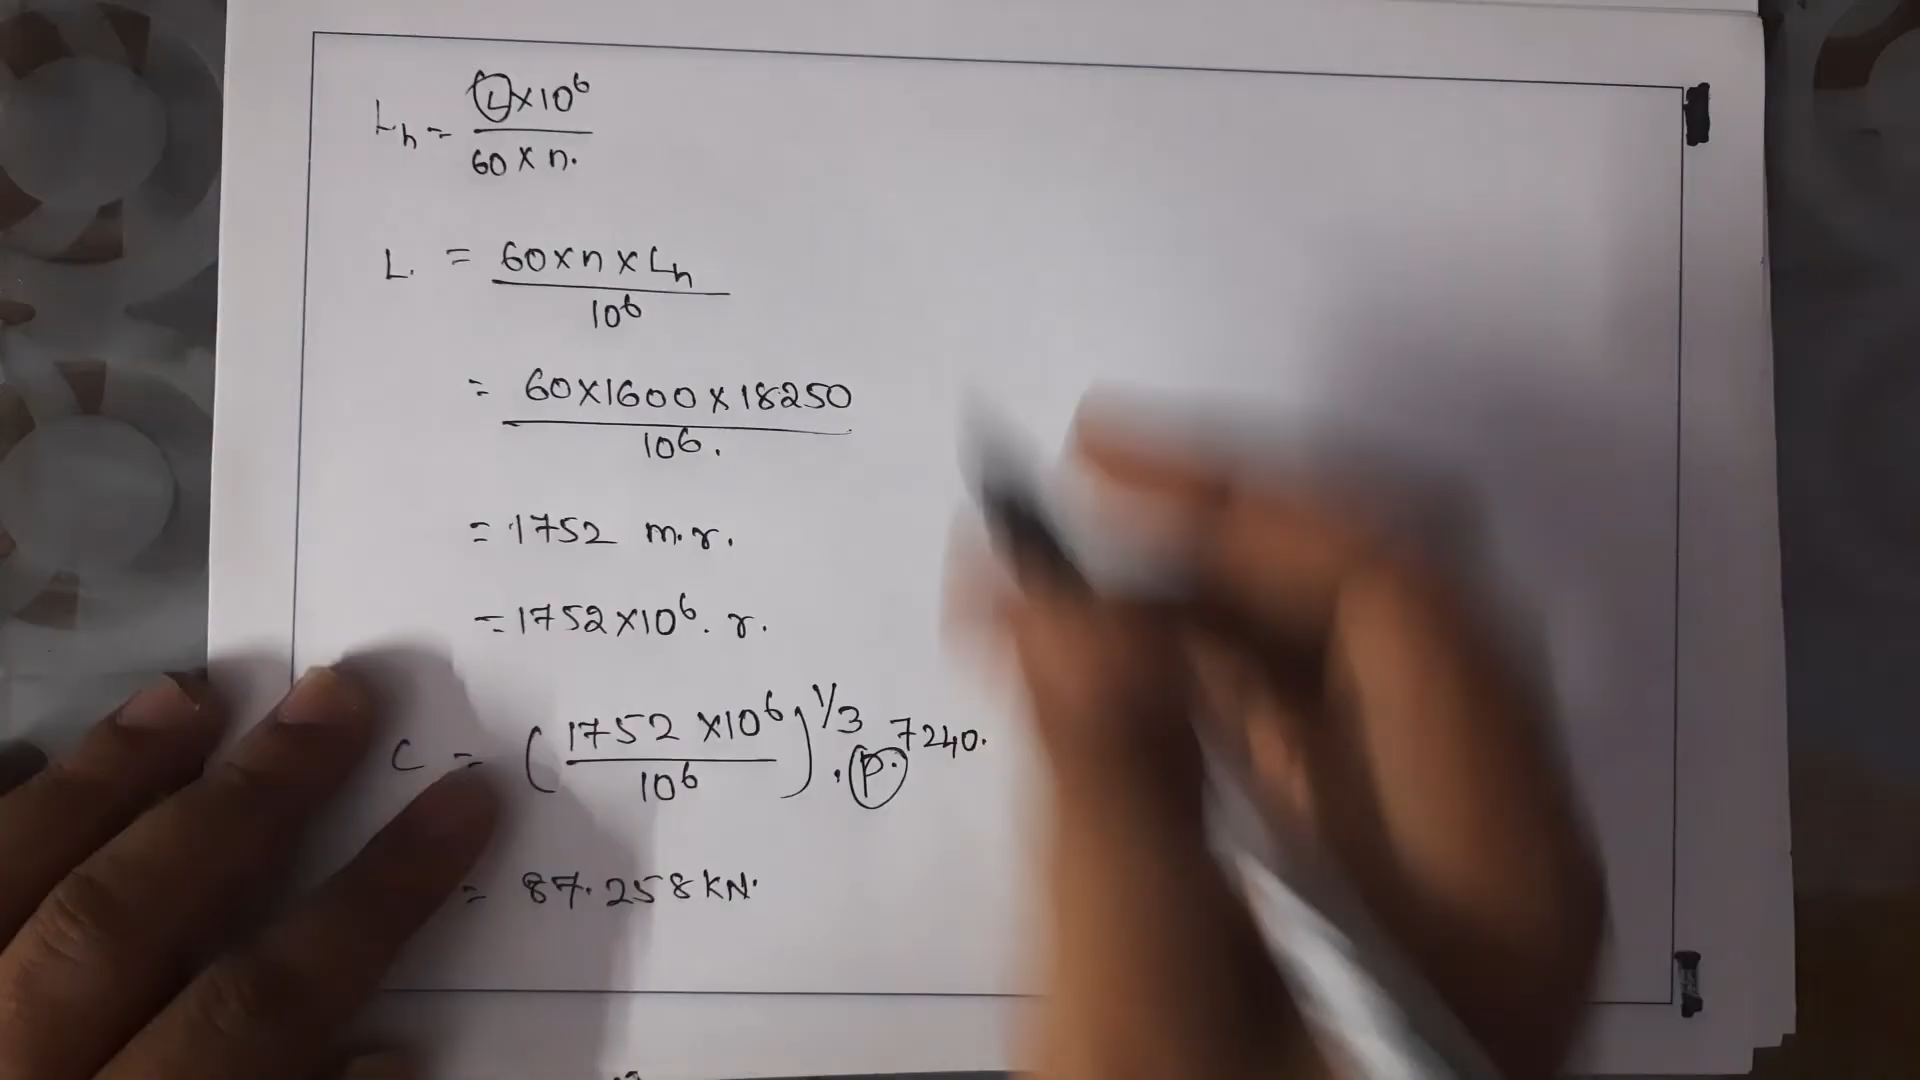 Lh = L×10⁶ / 60 × n.
L. = 60×n×Lh / 10⁶
= 60×1600×18250 / 10⁶.
= 1752 m.r.
= 1752×10⁶. r.
C = (1752 ×10⁶ / 10⁶)^1/3 . P. 7240.
= 87.258 KN.